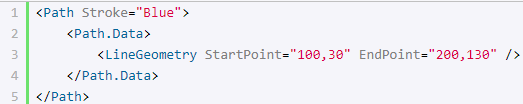 1 <Path Stroke="Blue">
2     <Path.Data>
3         <LineGeometry StartPoint="100,30" EndPoint="200,130" />
4     </Path.Data>
5 </Path>